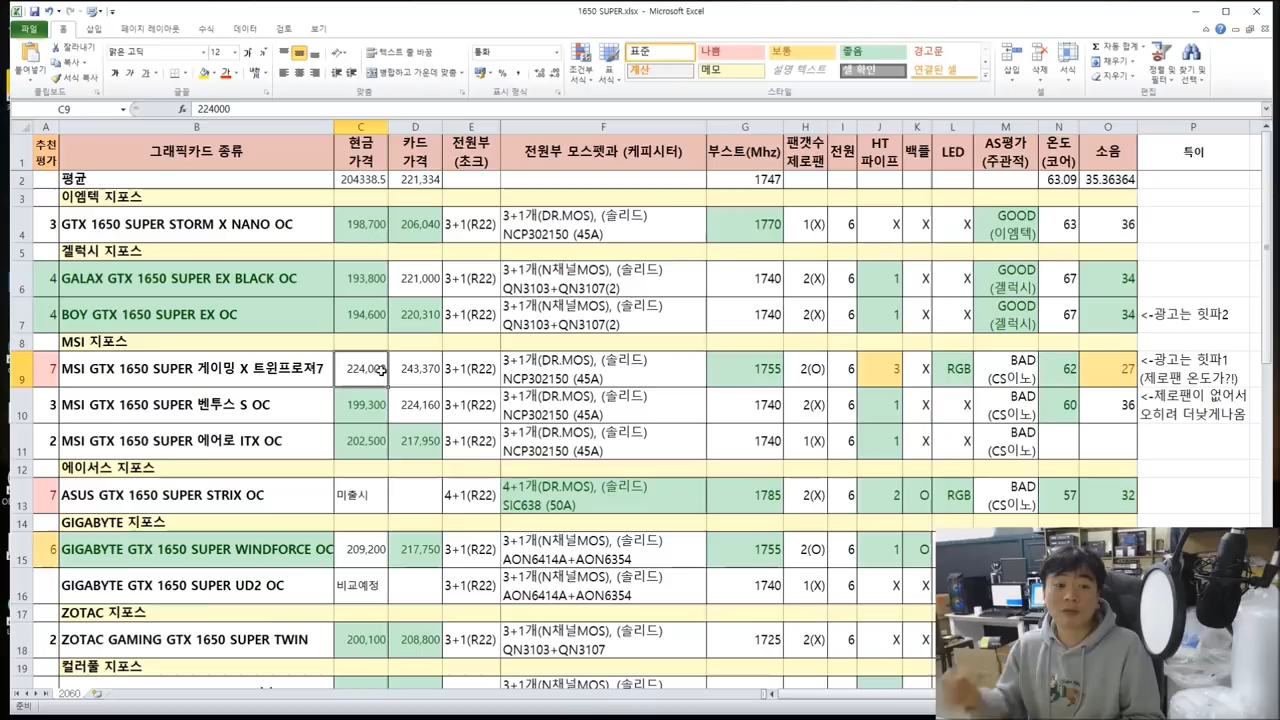 1650 SUPER.xlsx - Microsoft Excel
파일 홈 삽입 페이지 레이아웃 수식 데이터 검토 보기
잘라내기
복사
서식 복사
붙여넣기
맑은 고딕 12
텍스트 줄 바꿈
병합하고 가운데 맞춤
통화
조건부 서식
표 서식
표준 나쁨 보통 좋음 경고문
계산 메모 설명 텍스트 셀 확인 연결된 셀
삽입 삭제 서식
자동 합계
채우기
지우기
정렬 및 필터
찾기 및 선택
클립보드 글꼴 맞춤 표시 형식 스타일 셀 편집
C9 fx 224000
A B C D E F G H I J K L M N O P
1 추천평가 그래픽카드 종류 현금 가격 카드 가격 전원부 (쵸크) 전원부 모스펫과 (케피시터) 부스트(Mhz) 팬갯수 제로팬 전원 HT 파이프 백플 LED AS평가 (주관적) 온도 (코어) 소음 특이
2 평균 204338.5 221,334 1747 63.09 35.36364
3 이엠텍 지포스
4 3 GTX 1650 SUPER STORM X NANO OC 198,700 206,040 3+1(R22) 3+1개(DR.MOS), (솔리드) NCP302150 (45A) 1770 1(X) 6 X X X GOOD (이엠텍) 63 36
5 겔럭시 지포스
6 4 GALAX GTX 1650 SUPER EX BLACK OC 193,800 221,000 3+1(R22) 3+1개(N채널MOS), (솔리드) QN3103+QN3107(2) 1740 2(X) 6 1 X X GOOD (겔럭시) 67 34
7 4 BOY GTX 1650 SUPER EX OC 194,600 220,310 3+1(R22) 3+1개(N채널MOS), (솔리드) QN3103+QN3107(2) 1740 2(X) 6 1 X X GOOD (겔럭시) 67 34 <-광고는 힛파2
8 MSI 지포스
9 7 MSI GTX 1650 SUPER 게이밍 X 트윈프로져7 224,00 243,370 3+1(R22) 3+1개(DR.MOS), (솔리드) NCP302150 (45A) 1755 2(O) 6 3 X RGB BAD (CS이노) 62 27 <-광고는 힛파1 (제로팬 온도가?!)
10 3 MSI GTX 1650 SUPER 벤투스 S OC 199,300 224,160 3+1(R22) 3+1개(DR.MOS), (솔리드) NCP302150 (45A) 1740 2(X) 6 1 X X BAD (CS이노) 60 36 <-제로팬이 없어서 오히려 더낮게나옴
11 2 MSI GTX 1650 SUPER 에어로 ITX OC 202,500 217,950 3+1(R22) 3+1개(DR.MOS), (솔리드) NCP302150 (45A) 1740 1(X) 6 1 X X BAD (CS이노)
12 에이서스 지포스
13 7 ASUS GTX 1650 SUPER STRIX OC 미출시 4+1(R22) 4+1개(DR.MOS), (솔리드) SIC638 (50A) 1785 2(X) 6 2 O RGB BAD (CS이노) 57 32
14 GIGABYTE 지포스
15 6 GIGABYTE GTX 1650 SUPER WINDFORCE OC 209,200 217,750 3+1(R22) 3+1개(N채널MOS), (솔리드) AON6414A+AON6354 1755 2(O) 6 1 O
16 GIGABYTE GTX 1650 SUPER UD2 OC 비교예정 3+1(R22) 3+1개(N채널MOS), (솔리드) AON6414A+AON6354 1740 1(X) 6 X X
17 ZOTAC 지포스
18 2 ZOTAC GAMING GTX 1650 SUPER TWIN 200,100 208,800 3+1(R22) 3+1개(N채널MOS), (솔리드) QN3103+QN3107 1725 2(X) 6 X X
19 컬러풀 지포스
3+1개(N채널MOS), (솔리드)
2060
준비